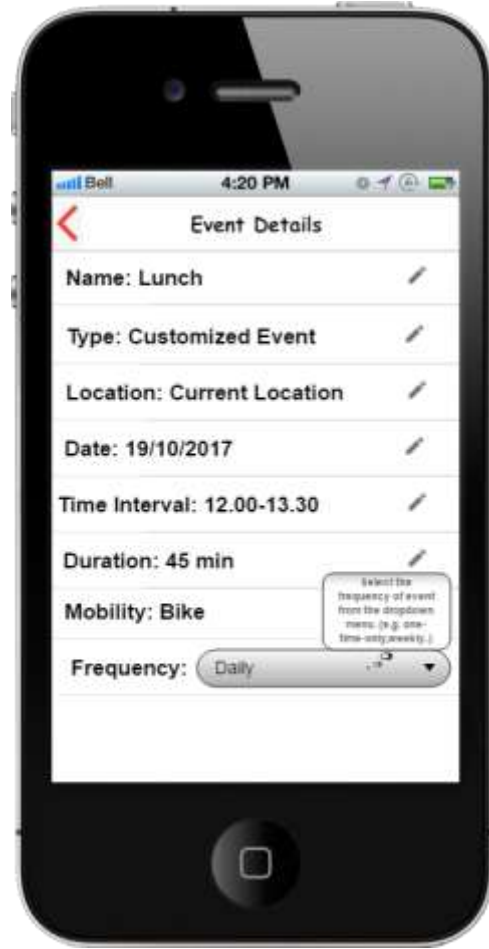 Bell 4:20 PM
Event Details
Name: Lunch
Type: Customized Event
Location: Current Location
Date: 19/10/2017
Time Interval: 12.00-13.30
Duration: 45 min
Select the
frequency of event
from the dropdown
menu. (e.g. one-
time-only,weekly..)
Mobility: Bike
Frequency: Daily